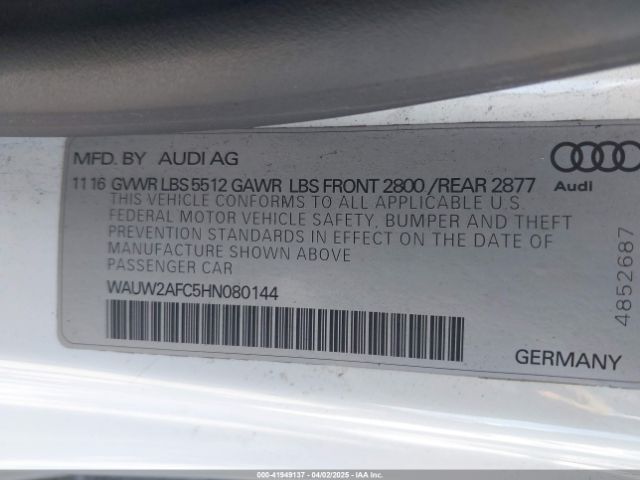 MFD. BY AUDI AG
11 16 GVWR LBS 5512 GAWR LBS FRONT 2800 /REAR 2877
Audi
THIS VEHICLE CONFORMS TO ALL APPLICABLE U.S.
FEDERAL MOTOR VEHICLE SAFETY, BUMPER AND THEFT
PREVENTION STANDARDS IN EFFECT ON THE DATE OF
MANUFACTURE SHOWN ABOVE
PASSENGER CAR
WAUW2AFC5HN080144
4852687
GERMANY
000-41949137 - 04/02/2025 - IAA Inc.